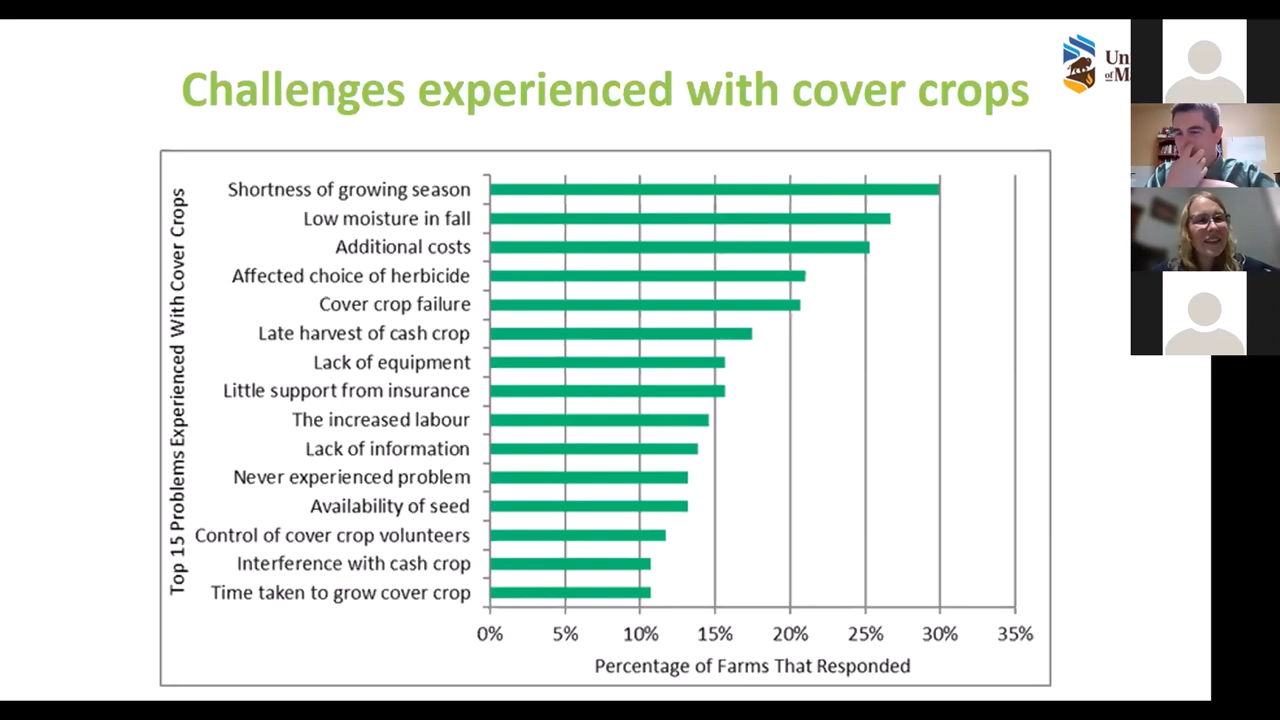 Challenges experienced with cover crops
Un
of Ma
Top 15 Problems Experienced With Cover Crops
Shortness of growing season
Low moisture in fall
Additional costs
Affected choice of herbicide
Cover crop failure
Late harvest of cash crop
Lack of equipment
Little support from insurance
The increased labour
Lack of information
Never experienced problem
Availability of seed
Control of cover crop volunteers
Interference with cash crop
Time taken to grow cover crop
0% 5% 10% 15% 20% 25% 30% 35%
Percentage of Farms That Responded